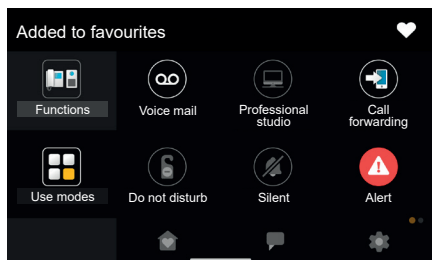 Added to favourites
Functions
Voice mail
Professional
studio
Call
forwarding
Use modes
Do not disturb
Silent
Alert